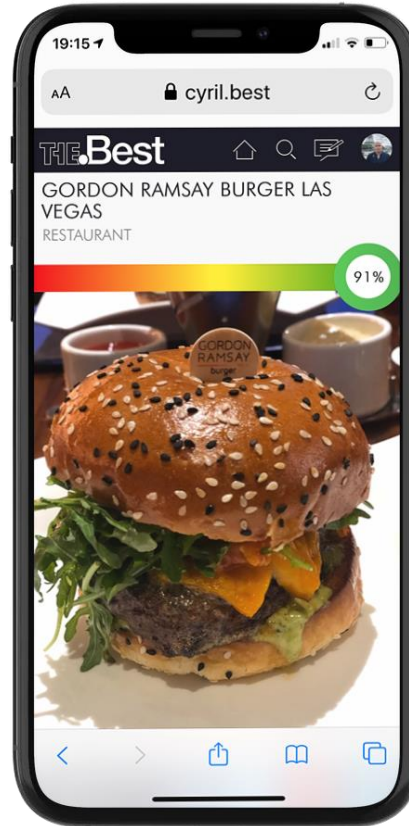 19:15
AA cyril.best
THE.Best
GORDON RAMSAY BURGER LAS
VEGAS
RESTAURANT
91%
GORDON
RAMSAY
burger